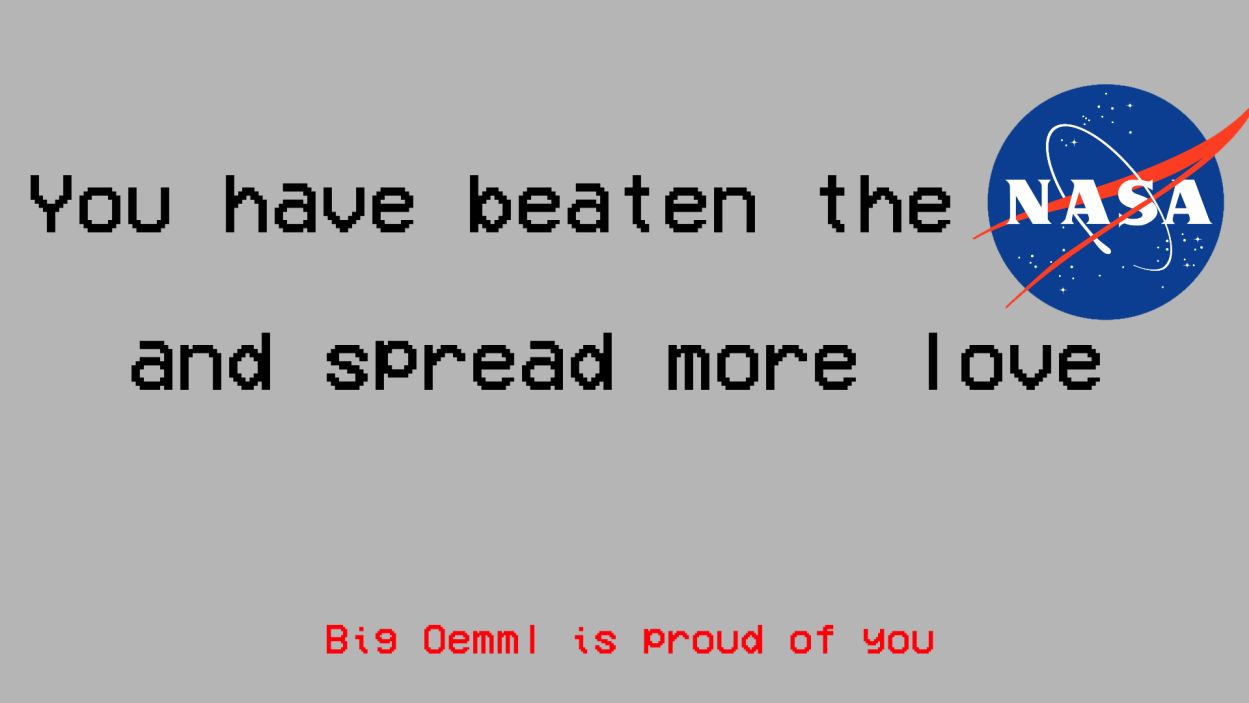 You have beaten the NASA
and spread more love
Big Oemml is proud of you